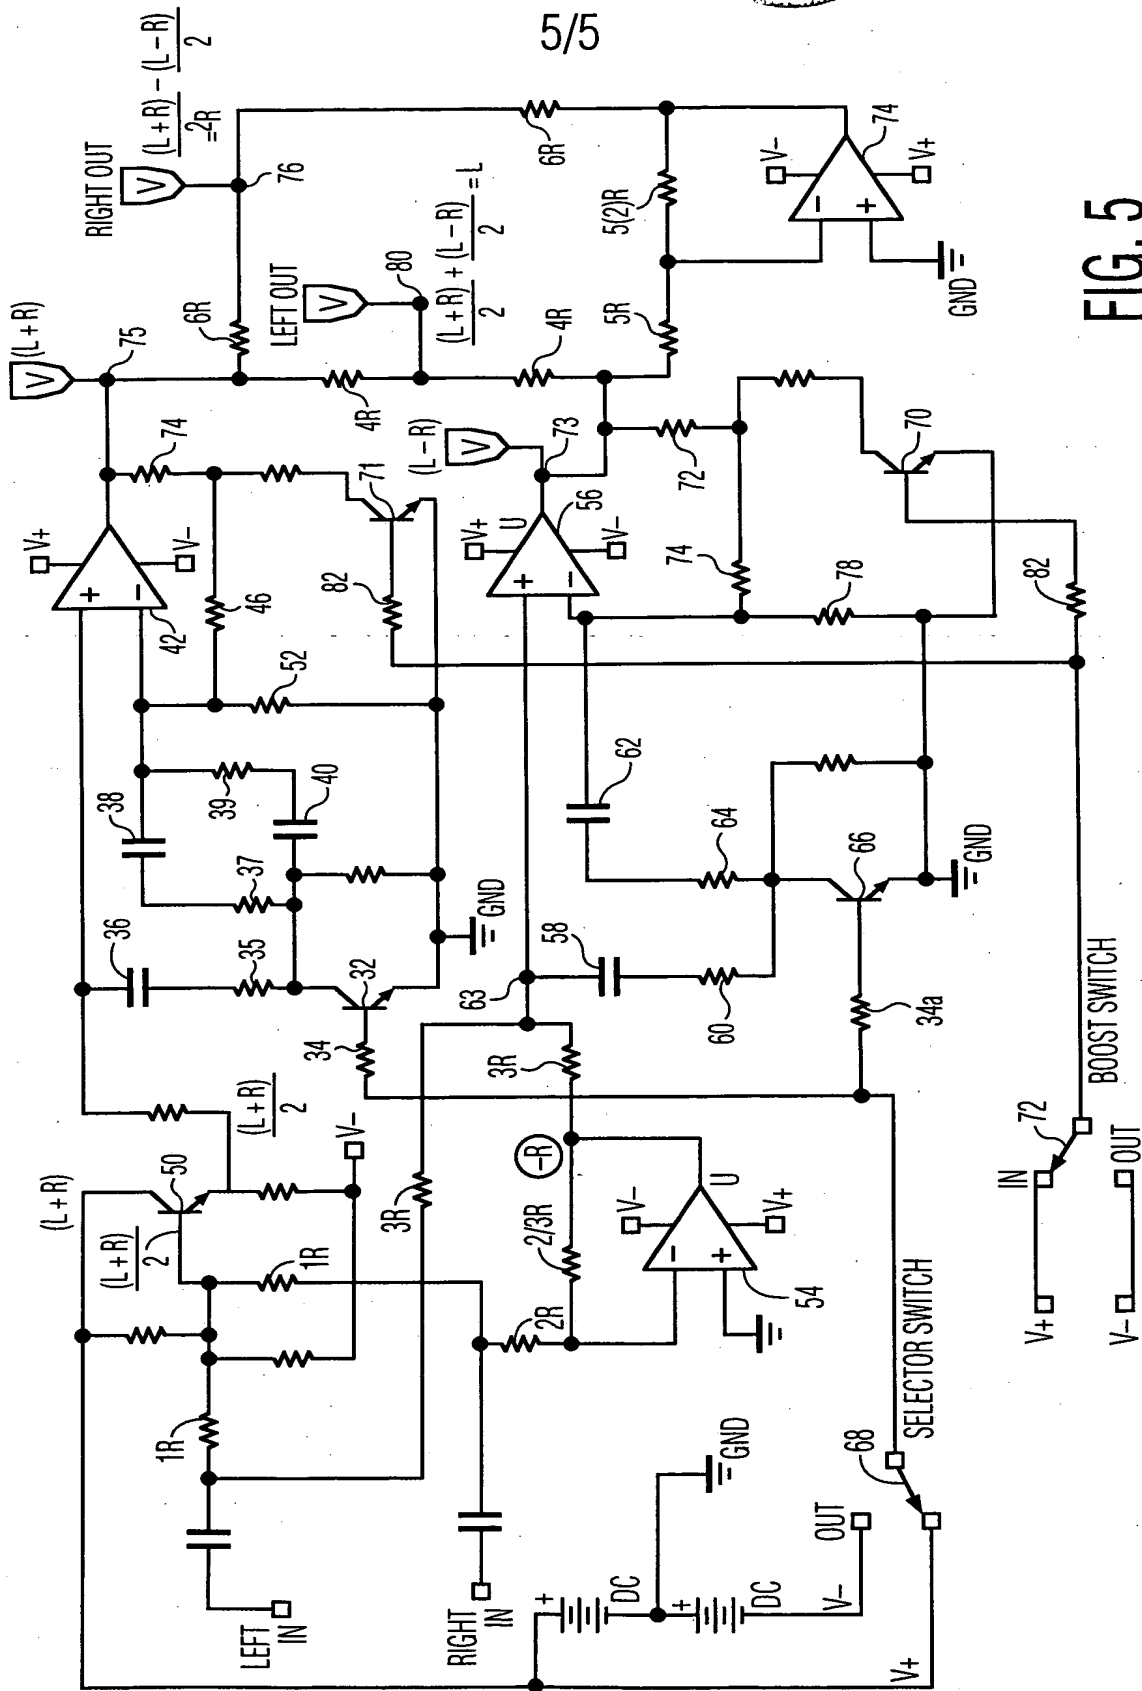 5/5
FIG. 5
LEFT
IN
1R
1R
(L+R)
(L+R)
2
50
(L+R)
2
V-
RIGHT
IN
2R
2/3R
3R
3R
-R
V-
V+
U
54
+
DC
+
DC
GND
V-
OUT
V+
68
SELECTOR SWITCH
34
32
35
36
37
38
39
40
GND
52
46
42
V+
V-
74
71
82
(L+R)
V
75
6R
RIGHT OUT
V
(L+R) - (L-R)
2 2
=R
76
LEFT OUT
V
80
(L+R) + (L-R) =L
2 2
4R
4R
6R
5(2)R
5R
V-
V+
74
GND
63
58
60
62
64
66
34a
GND
V+
U
56
V-
(L-R)
V
73
72
74
78
70
82
BOOST SWITCH
72
IN
V+
V-
OUT